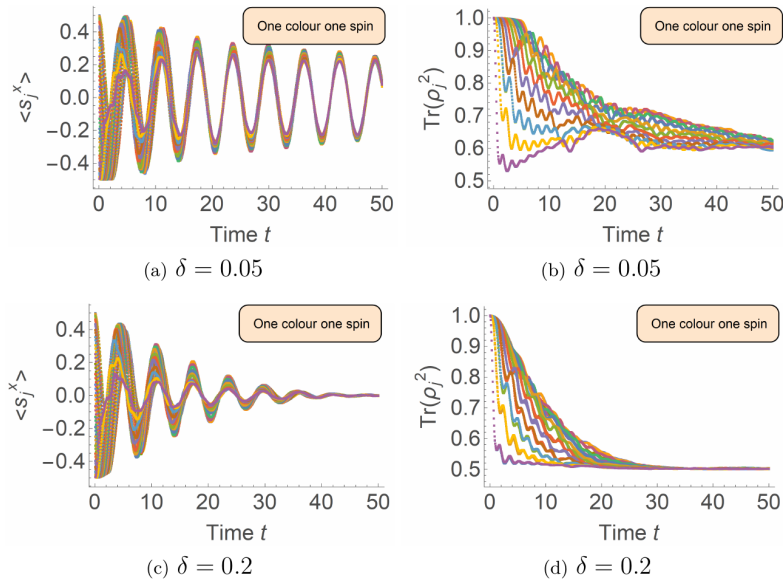 One colour one spin
<s_j^x>
0.4
0.2
0.0
−0.2
−0.4
0 10 20 30 40 50
Time t
(a) δ = 0.05
One colour one spin
Tr(ρ_j^2)
1.0
0.9
0.8
0.7
0.6
0.5
0 10 20 30 40 50
Time t
(b) δ = 0.05
One colour one spin
<s_j^x>
0.4
0.2
0.0
−0.2
−0.4
0 10 20 30 40 50
Time t
(c) δ = 0.2
One colour one spin
Tr(ρ_j^2)
1.0
0.9
0.8
0.7
0.6
0.5
0 10 20 30 40 50
Time t
(d) δ = 0.2